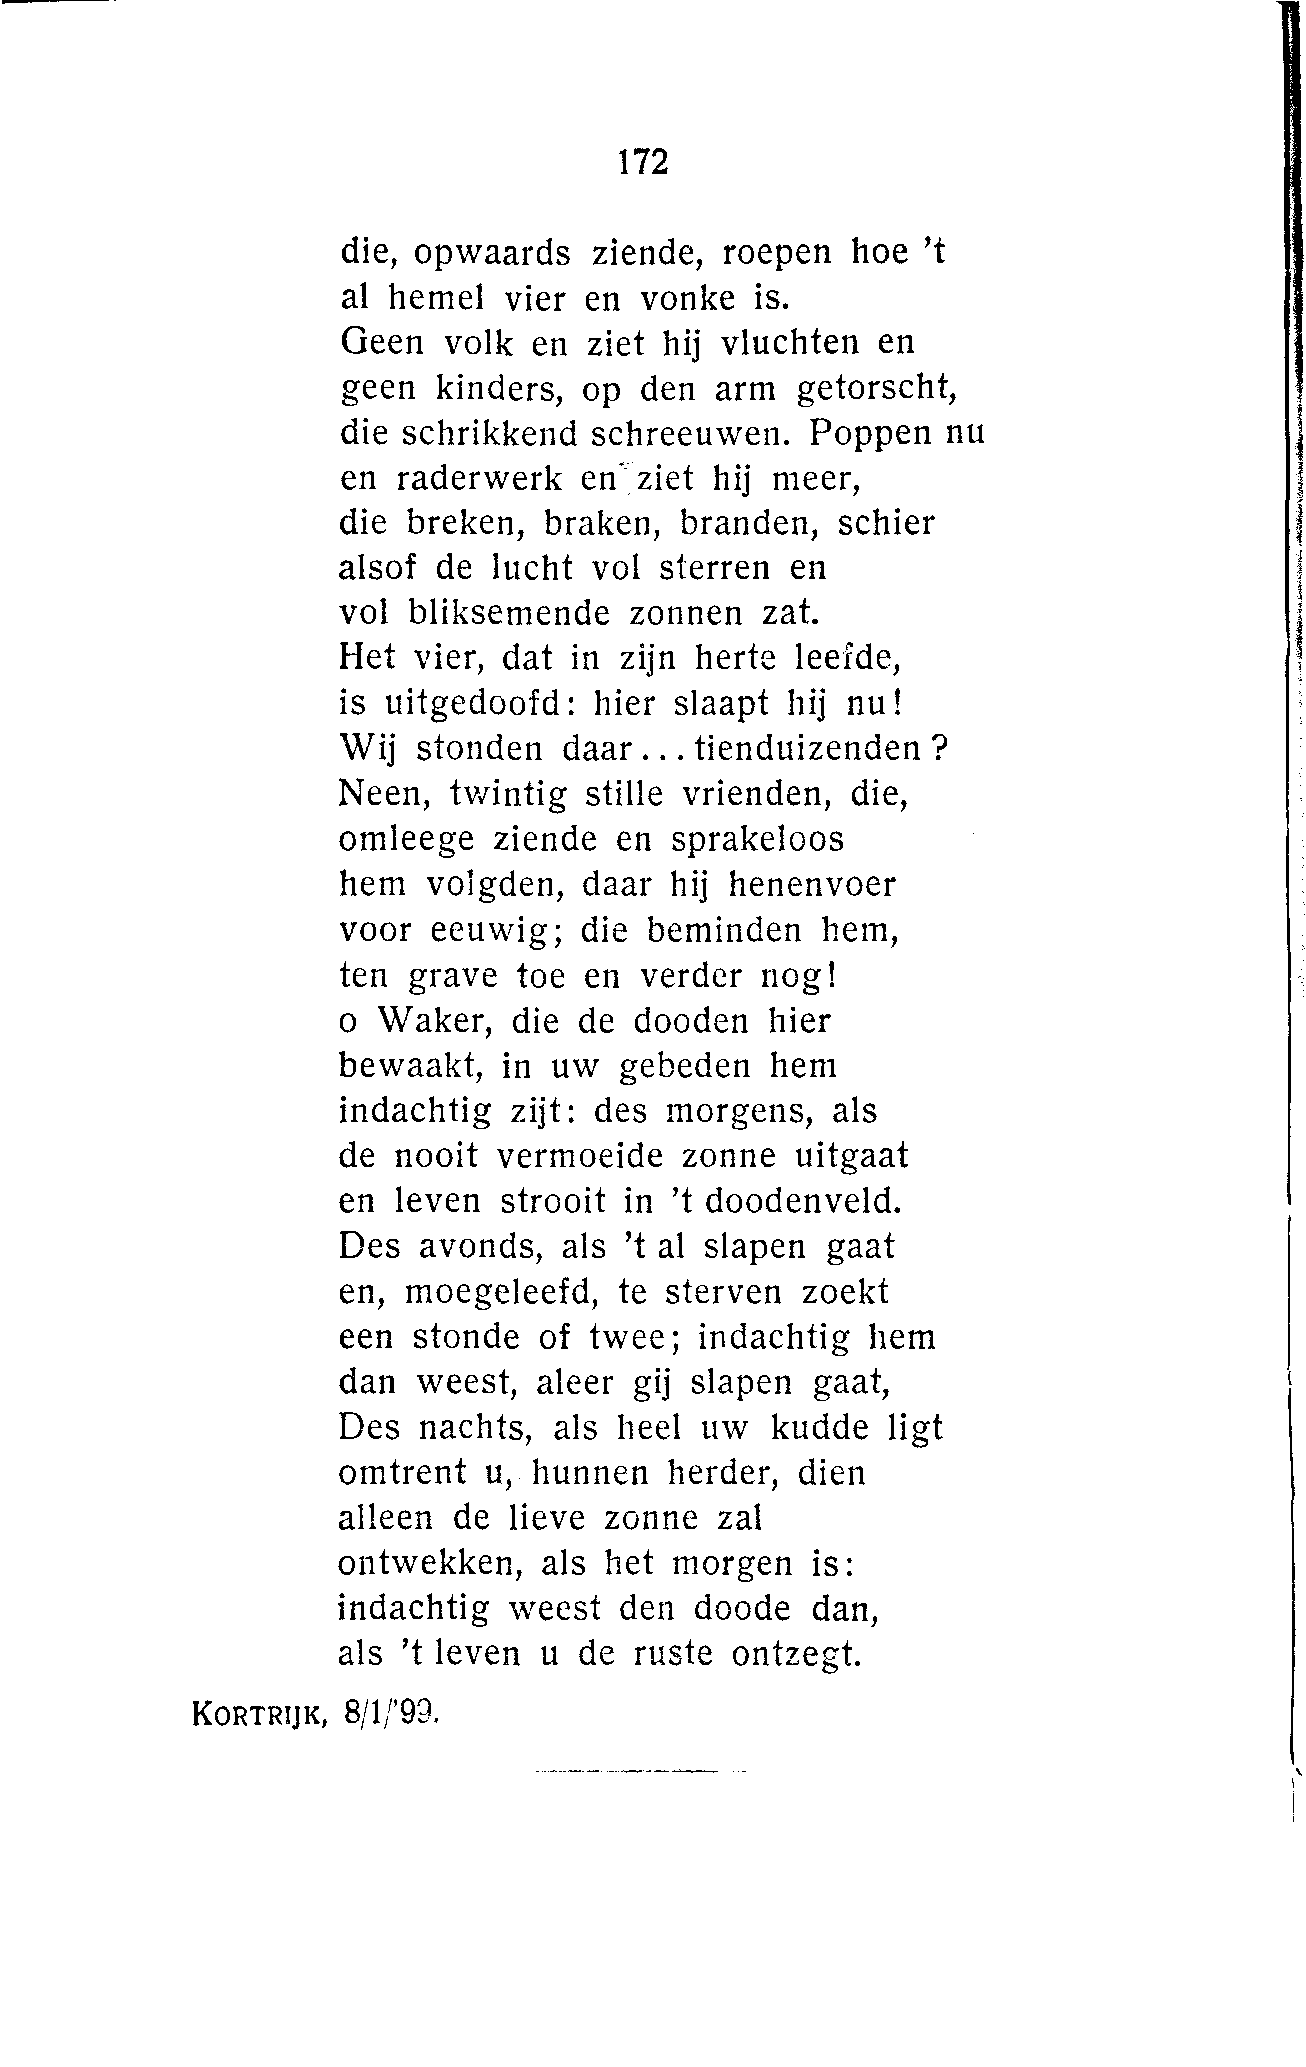 172
die, opwaards ziende, roepen hoe 't
al hemel vier en vonke is.
Geen volk en ziet hij vluchten en
geen kinders, op den arm getorscht,
die schrikkend schreeuwen. Poppen nu
en raderwerk en ziet hij meer,
die breken, braken, branden, schier
alsof de lucht vol sterren en
vol bliksemende zonnen zat.
Het vier, dat in zijn herte leefde,
is uitgedoofd: hier slaapt hij nu!
Wij stonden daar... tienduizenden?
Neen, twintig stille vrienden, die,
omleege ziende en sprakeloos
hem volgden, daar hij henenvoer
voor eeuwig; die beminden hem,
ten grave toe en verder nog!
o Waker, die de dooden hier
bewaakt, in uw gebeden hem
indachtig zijt: des morgens, als
de nooit vermoeide zonne uitgaat
en leven strooit in 't doodenveld.
Des avonds, als 't al slapen gaat
en, moegeleefd, te sterven zoekt
een stonde of twee; indachtig hem
dan weest, aleer gij slapen gaat,
Des nachts, als heel uw kudde ligt
omtrent u, hunnen herder, dien
alleen de lieve zonne zal
ontwekken, als het morgen is:
indachtig weest den doode dan,
als 't leven u de ruste ontzegt.
KORTRIJK, 8/1/'99.